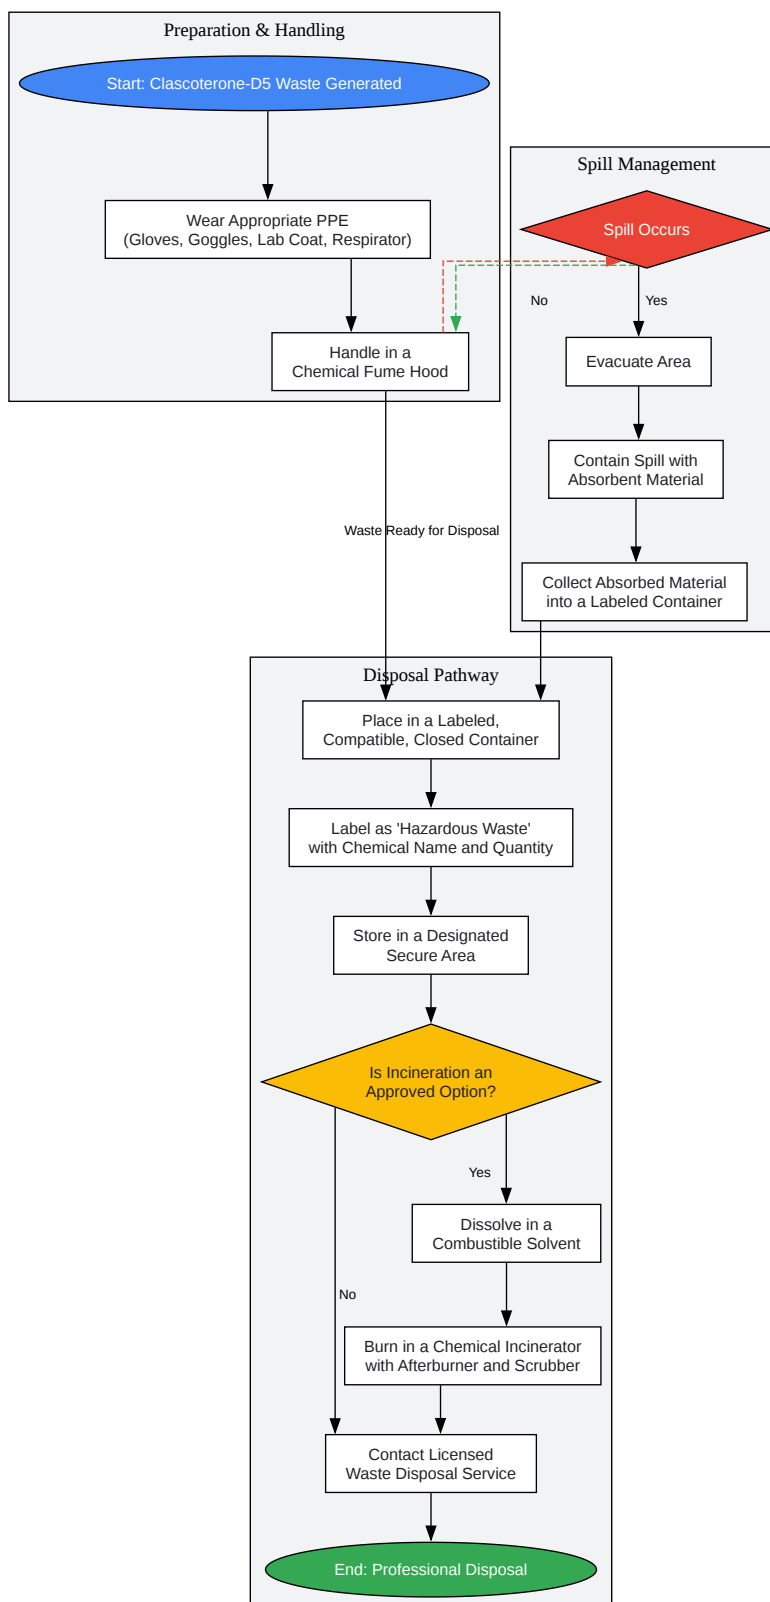 Preparation & Handling
Start: Clascoterone-D5 Waste Generated
Wear Appropriate PPE
(Gloves, Goggles, Lab Coat, Respirator)
Handle in a
Chemical Fume Hood
Spill Management
Spill Occurs
No
Yes
Evacuate Area
Contain Spill with
Absorbent Material
Collect Absorbed Material
into a Labeled Container
Waste Ready for Disposal
Disposal Pathway
Place in a Labeled,
Compatible, Closed Container
Label as 'Hazardous Waste'
with Chemical Name and Quantity
Store in a Designated
Secure Area
Is Incineration an
Approved Option?
Yes
Dissolve in a
Combustible Solvent
No
Burn in a Chemical Incinerator
with Afterburner and Scrubber
Contact Licensed
Waste Disposal Service
End: Professional Disposal